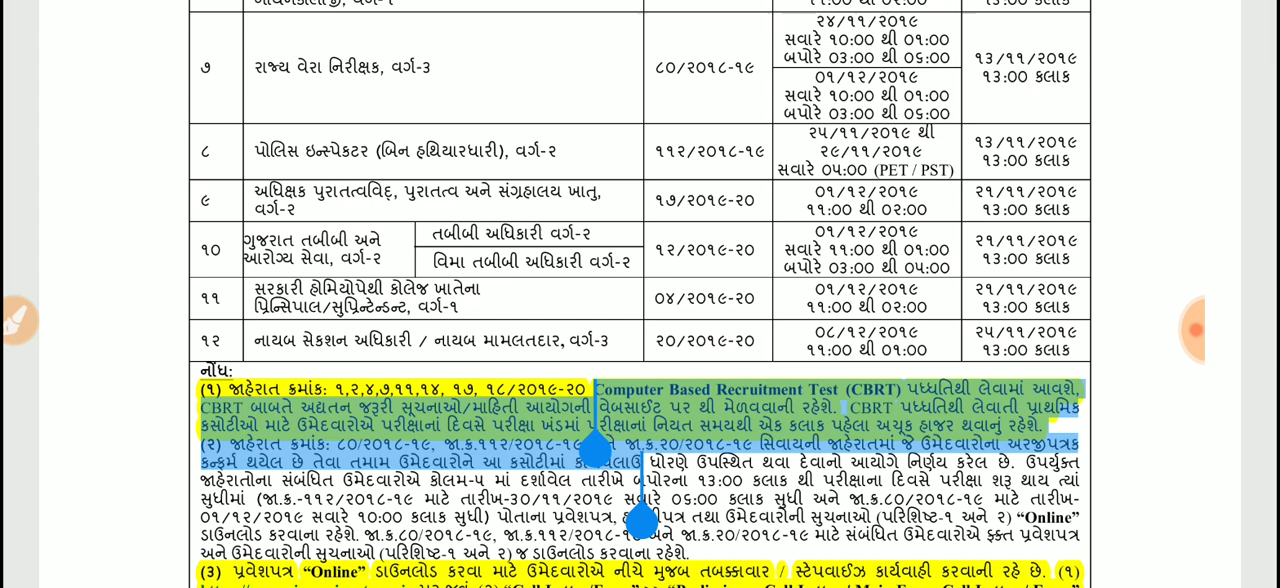 ૭ રાજ્ય વેરા નિરીક્ષક, વર્ગ-૩ ૮૦/૨૦૧૮-૧૯ ૨૪/૧૧/૨૦૧૯
સવારે ૧૦:૦૦ થી ૦૧:૦૦
બપોરે ૦૩:૦૦ થી ૦૬:૦૦
૦૧/૧૨/૨૦૧૯
સવારે ૧૦:૦૦ થી ૦૧:૦૦
બપોરે ૦૩:૦૦ થી ૦૬:૦૦
૧૩/૧૧/૨૦૧૯
૧૩:૦૦ કલાક
૮ પોલિસ ઇન્સ્પેકટર (બિન હથિયારધારી), વર્ગ-૨ ૧૧૨/૨૦૧૮-૧૯ ૨૫/૧૧/૨૦૧૯ થી
૨૯/૧૧/૨૦૧૯
સવારે ૦૫:૦૦ (PET / PST)
૧૩/૧૧/૨૦૧૯
૧૩:૦૦ કલાક
૯ અધિક્ષક પુરાતત્વવિદ્, પુરાતત્વ અને સંગ્રહાલય ખાતુ,
વર્ગ-૨
૧૭/૨૦૧૯-૨૦ ૦૧/૧૨/૨૦૧૯
૧૧:૦૦ થી ૦૨:૦૦
૨૧/૧૧/૨૦૧૯
૧૩:૦૦ કલાક
૧૦ ગુજરાત તબીબી અને
આરોગ્ય સેવા, વર્ગ-૨
તબીબી અધિકારી વર્ગ-૨
વિમા તબીબી અધિકારી વર્ગ-૨
૧૨/૨૦૧૯-૨૦ ૦૧/૧૨/૨૦૧૯
સવારે ૧૧:૦૦ થી ૦૧:૦૦
બપોરે ૦૩:૦૦ થી ૦૫:૦૦
૨૧/૧૧/૨૦૧૯
૧૩:૦૦ કલાક
૧૧ સરકારી હોમિયોપેથી કોલેજ ખાતેના
પ્રિન્સિપાલ/સુપ્રિન્ટેન્ડન્ટ, વર્ગ-૧
૦૪/૨૦૧૯-૨૦ ૦૧/૧૨/૨૦૧૯
૧૧:૦૦ થી ૦૨:૦૦
૨૧/૧૧/૨૦૧૯
૧૩:૦૦ કલાક
૧૨ નાયબ સેકશન અધિકારી / નાયબ મામલતદાર, વર્ગ-૩ ૨૦/૨૦૧૯-૨૦ ૦૮/૧૨/૨૦૧૯
૧૧:૦૦ થી ૦૧:૦૦
૨૫/૧૧/૨૦૧૯
૧૩:૦૦ કલાક
નોંધ:
(૧) જાહેરાત ક્રમાંક: ૧,૨,૪,૭,૧૧,૧૪, ૧૭, ૧૮/૨૦૧૯-૨૦ Computer Based Recruitment Test (CBRT) પધ્ધતિથી લેવામાં આવશે,
CBRT બાબતે અદ્યતન જરૂરી સૂચનાઓ/માહિતી આયોગની વેબસાઈટ પર થી મેળવવાની રહેશે. CBRT પધ્ધતિથી લેવાતી પ્રાથમિક
કસોટીઓ માટે ઉમેદવારોએ પરીક્ષાનાં દિવસે પરીક્ષા ખંડમાં પરીક્ષાનાં નિયત સમયથી એક કલાક પહેલા અચૂક હાજર થવાનું રહેશે.
(૨) જાહેરાત ક્રમાંક: ૮૦/૨૦૧૮-૧૯, જા.ક્ર.૧૧૨/૨૦૧૮-૧૯ જા.ક્ર.૨૦/૨૦૧૮-૧૯ સિવાયની જાહેરાતમાં જે ઉમેદવારોના અરજીપત્રક
કન્ફર્મ થયેલ છે તેવા તમામ ઉમેદવારોને આ કસોટીમાં ધોરણે ઉપસ્થિત થવા દેવાનો આયોગે નિર્ણય કરેલ છે. ઉપર્યુક્ત
જાહેરાતોના સંબંધિત ઉમેદવારોએ કોલમ-૫ માં દર્શાવેલ તારીખે બપોરના ૧૩:૦૦ કલાક થી પરીક્ષાના દિવસે પરીક્ષા શરૂ થાય ત્યાં
સુધીમાં (જા.ક્ર.-૧૧૨/૨૦૧૮-૧૯ માટે તારીખ-૩૦/૧૧/૨૦૧૯ સવારે ૦૬:૦૦ કલાક સુધી અને જા.ક્ર.૮૦/૨૦૧૮-૧૯ માટે તારીખ-
૦૧/૧૨/૨૦૧૯ સવારે ૧૦:૦૦ કલાક સુધી) પોતાના પ્રવેશપત્ર, તથા ઉમેદવારોની સુચનાઓ (પરિશિષ્ટ-૧ અને ૨) “Online”
ડાઉનલોડ કરવાના રહેશે. જા.ક્ર.૮૦/૨૦૧૮-૧૯, જા.ક્ર.૧૧૨/૨૦૧૮-૧૯ અને જા.ક્ર.૨૦/૨૦૧૮-૧૯ માટે સંબંધિત ઉમેદવારોએ ફક્ત પ્રવેશપત્ર
અને ઉમેદવારોની સુચનાઓ (પરિશિષ્ટ-૧ અને ૨) જ ડાઉનલોડ કરવાના રહેશે.
(૩) પ્રવેશપત્ર “Online” ડાઉનલોડ કરવા માટે ઉમેદવારોએ નીચે મુજબ તબક્કાવાર / સ્ટેપવાઈઝ કાર્યવાહી કરવાની રહે છે. (૧)